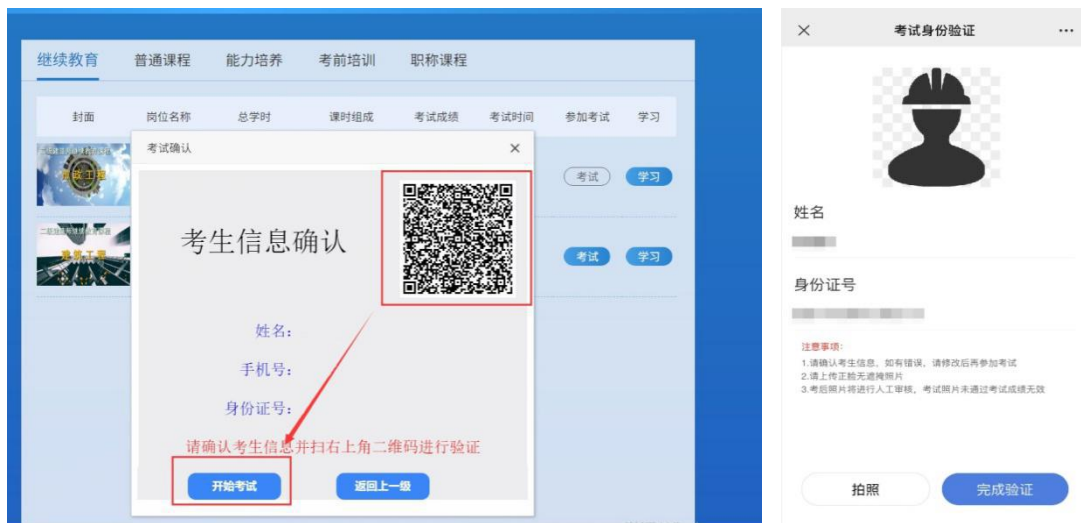 继续教育 普通课程 能力培养 考前培训 职称课程
封面 岗位名称 总学时 课时组成 考试成绩 考试时间 参加考试 学习
考试确认 ×
市政工程
考试 学习
考生信息确认
建筑工程
考试 学习
姓名：
手机号：
身份证号：
请确认考生信息并扫右上角二维码进行验证
开始考试 返回上一级
× 考试身份验证 ···
姓名
身份证号
注意事项：
1.请确认考生信息，如有错误，请修改后再参加考试
2.请上传正脸无遮掩照片
3.考后照片将进行人工审核，考试照片未通过考试成绩无效
拍照 完成验证